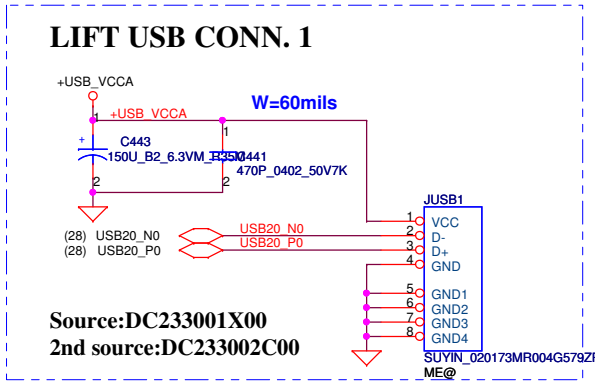 LIFT USB CONN. 1
+USB_VCCA
+USB_VCCA
W=60mils
1
C443
+
150U_B2_6.3VM_R35M
2
1
C441
470P_0402_50V7K
2
(28) USB20_N0
(28) USB20_P0
USB20_N0
USB20_P0
JUSB1
1 VCC
2 D-
3 D+
4 GND
5 GND1
6 GND2
7 GND3
8 GND4
SUYIN_020173MR004G579ZR
ME@
Source:DC233001X00
2nd source:DC233002C00